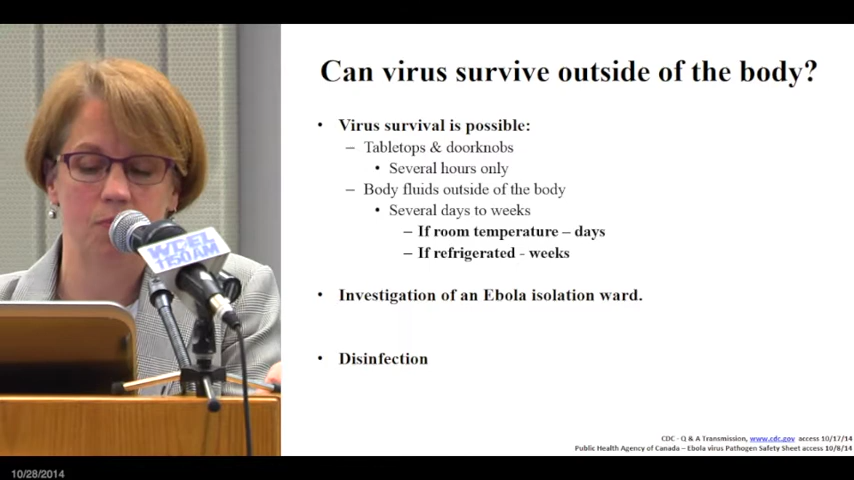 Can virus survive outside of the body?
• Virus survival is possible:
– Tabletops & doorknobs
• Several hours only
– Body fluids outside of the body
• Several days to weeks
– If room temperature – days
– If refrigerated - weeks
• Investigation of an Ebola isolation ward.
• Disinfection
CDC - Q & A Transmission, www.cdc.gov access 10/17/14
Public Health Agency of Canada – Ebola virus Pathogen Safety Sheet access 10/8/14
WDEL
1150AM
10/28/2014